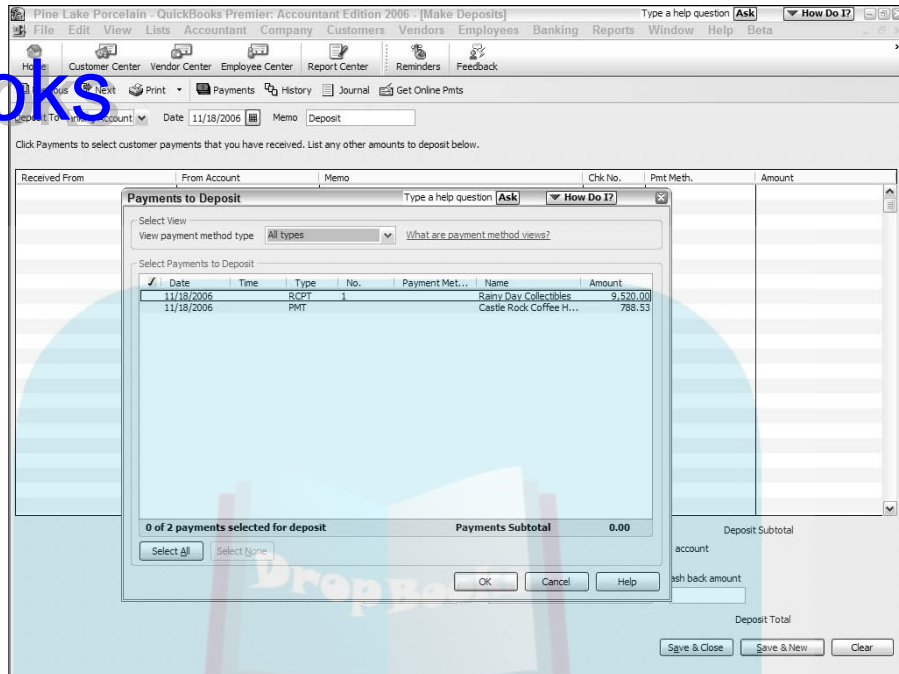 Pine Lake Porcelain - QuickBooks Premier: Accountant Edition 2006 - [Make Deposits] Type a help question Ask How Do I?
File Edit View Lists Accountant Company Customers Vendors Employees Banking Reports Window Help Beta
Customer Center Vendor Center Employee Center Report Center Reminders Feedback
oks
Next Print Payments History Journal Get Online Pmts
Deposit To Account Date 11/18/2006 Memo Deposit
Click Payments to select customer payments that you have received. List any other amounts to deposit below.
Received From From Account Memo Chk No. Pmt Meth. Amount
Payments to Deposit Type a help question Ask How Do I?
Select View
View payment method type All types What are payment method views?
Select Payments to Deposit
Date Time Type No. Payment Met... Name Amount
11/18/2006 RCPT 1 Rainy Day Collectibles 9,520.00
11/18/2006 PMT Castle Rock Coffee H... 788.53
0 of 2 payments selected for deposit Payments Subtotal 0.00
Deposit Subtotal
Select All Select None
account
OK Cancel Help
ash back amount
DropBook
Deposit Total
Save & Close Save & New Clear